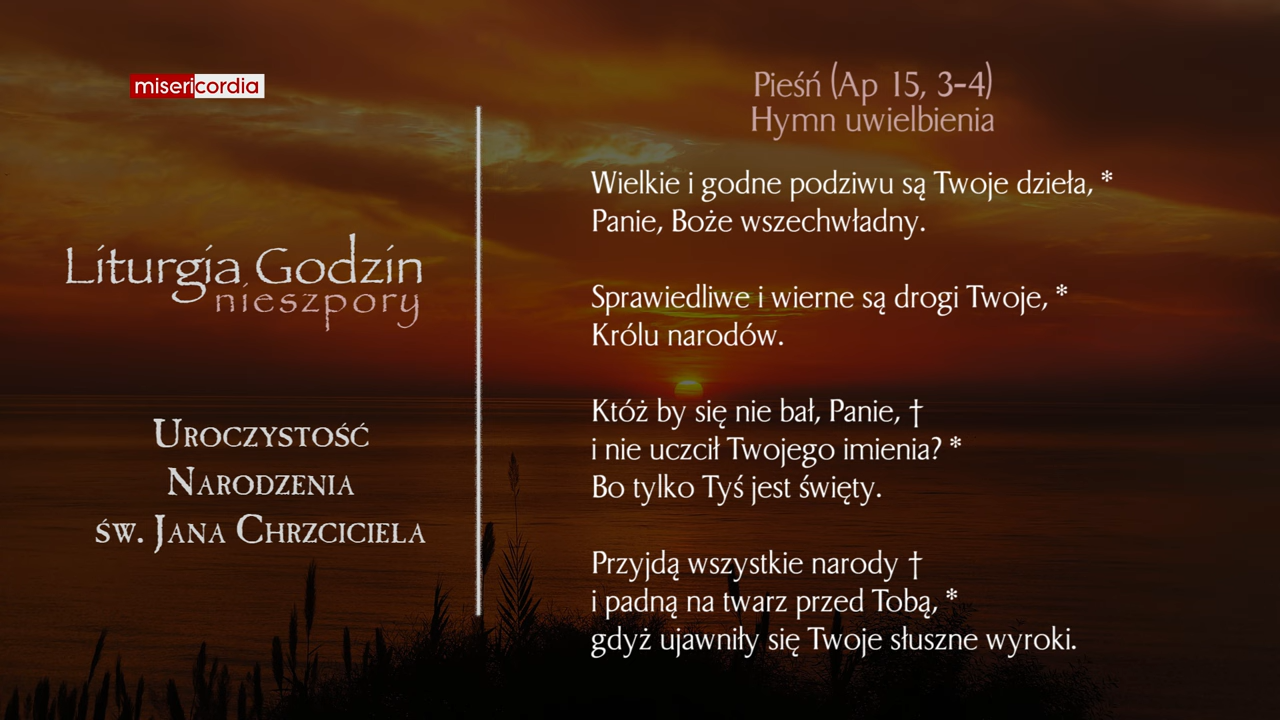 misericordia
Liturgia Godzin
nieszpory
Uroczystość
Narodzenia
św. Jana Chrzciciela
Pieśń (Ap 15, 3-4)
Hymn uwielbienia
Wielkie i godne podziwu są Twoje dzieła, *
Panie, Boże wszechwładny.
Sprawiedliwe i wierne są drogi Twoje, *
Królu narodów.
Któż by się nie bał, Panie, †
i nie uczcił Twojego imienia? *
Bo tylko Tyś jest święty.
Przyjdą wszystkie narody †
i padną na twarz przed Tobą, *
gdyż ujawniły się Twoje słuszne wyroki.